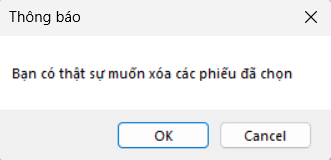 Thông báo
Bạn có thật sự muốn xóa các phiếu đã chọn
OK
Cancel